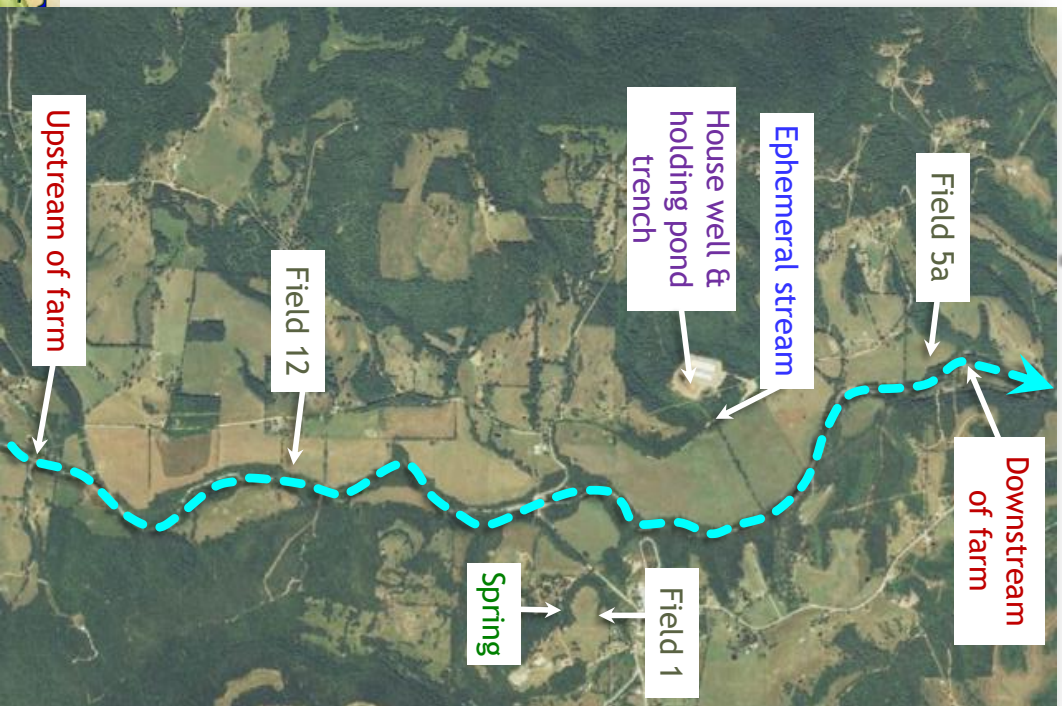 Downstream
of farm
Field 5a
Ephemeral stream
House well &
holding pond
trench
Field 1
Spring
Field 12
Upstream of farm